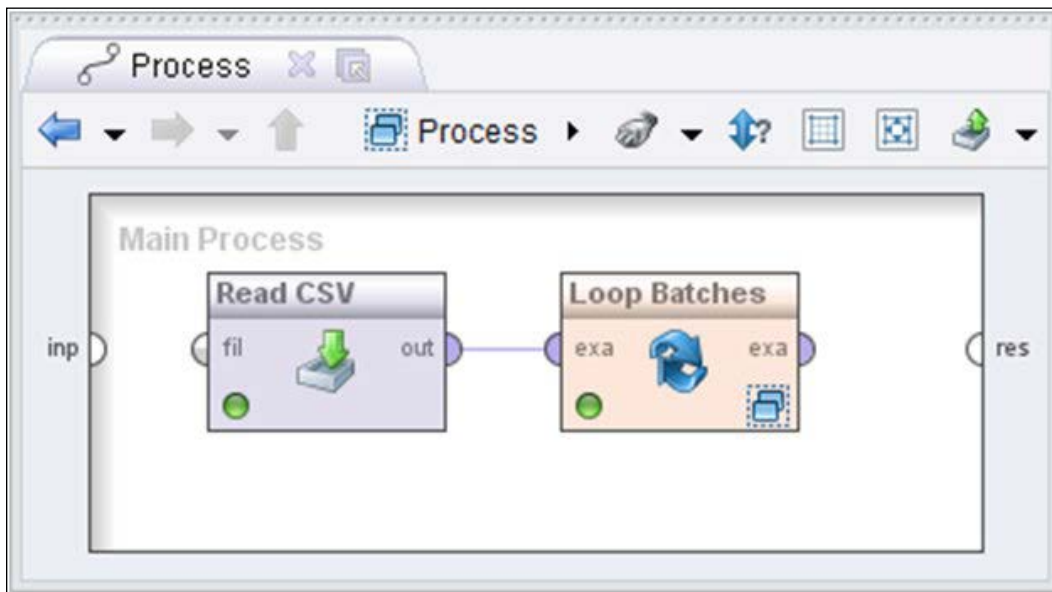 Process
Process
Main Process
Read CSV
Loop Batches
inp
fil
out
exa
exa
res